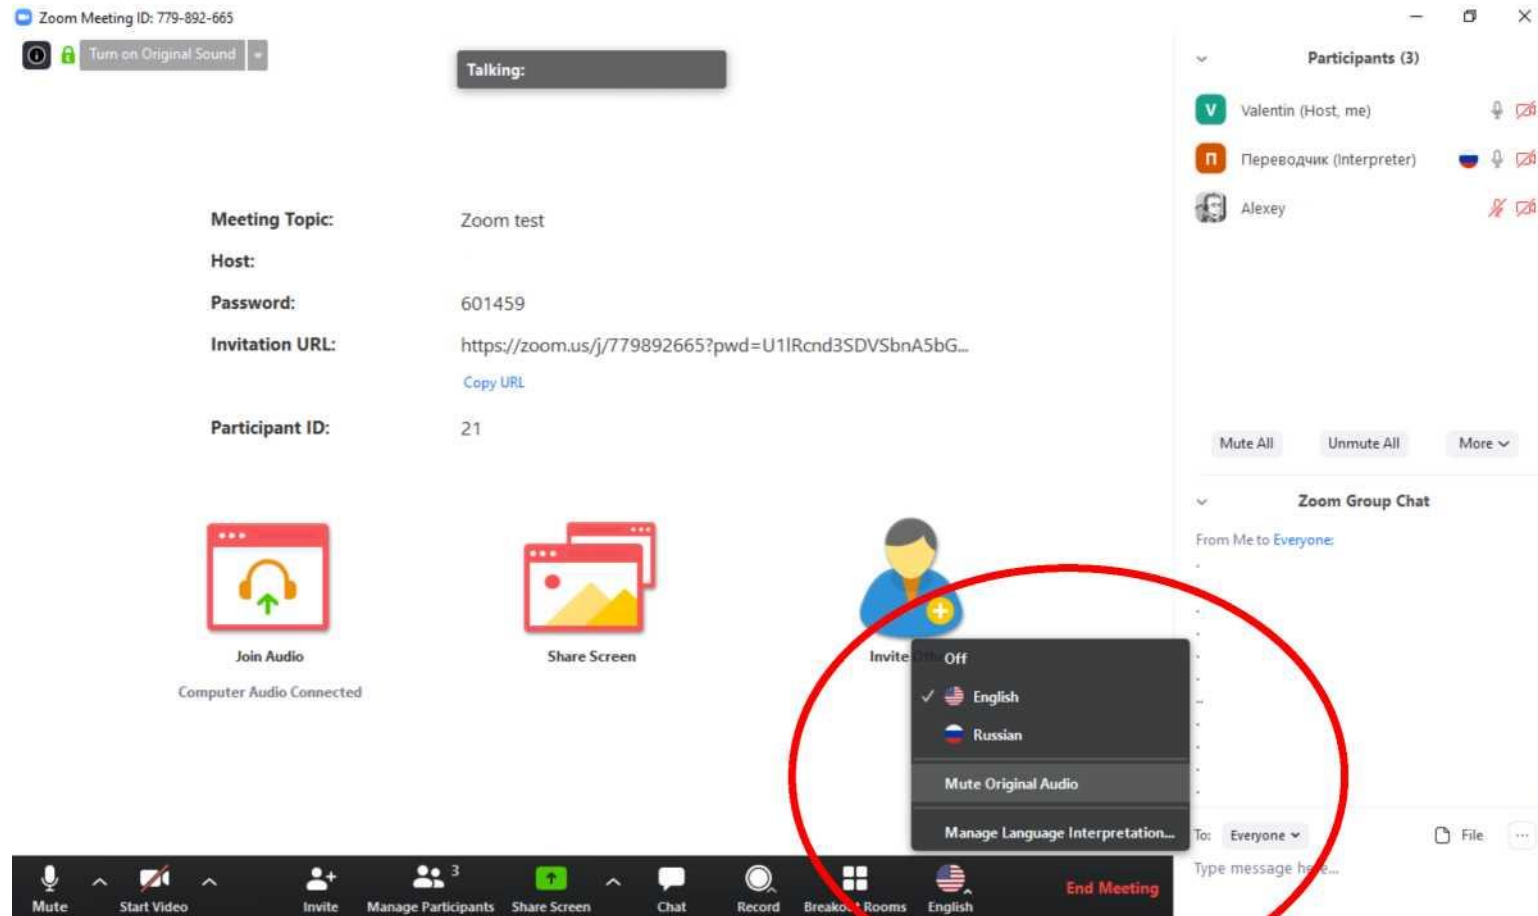 Zoom Meeting ID: 779-892-665
Turn on Original Sound
Talking:
Meeting Topic: Zoom test
Host:
Password: 601459
Invitation URL: https://zoom.us/j/779892665?pwd=U1lRcnd3SDVSbnA5bG...
Copy URL
Participant ID: 21
Join Audio
Computer Audio Connected
Share Screen
Invite
Off
English
Russian
Mute Original Audio
Manage Language Interpretation...
Participants (3)
V Valentin (Host, me)
П Переводчик (Interpreter)
Alexey
Mute All Unmute All More
Zoom Group Chat
From Me to Everyone:
To: Everyone File ...
Type message here...
Mute Start Video Invite Manage Participants 3 Share Screen Chat Record Breakout Rooms English End Meeting